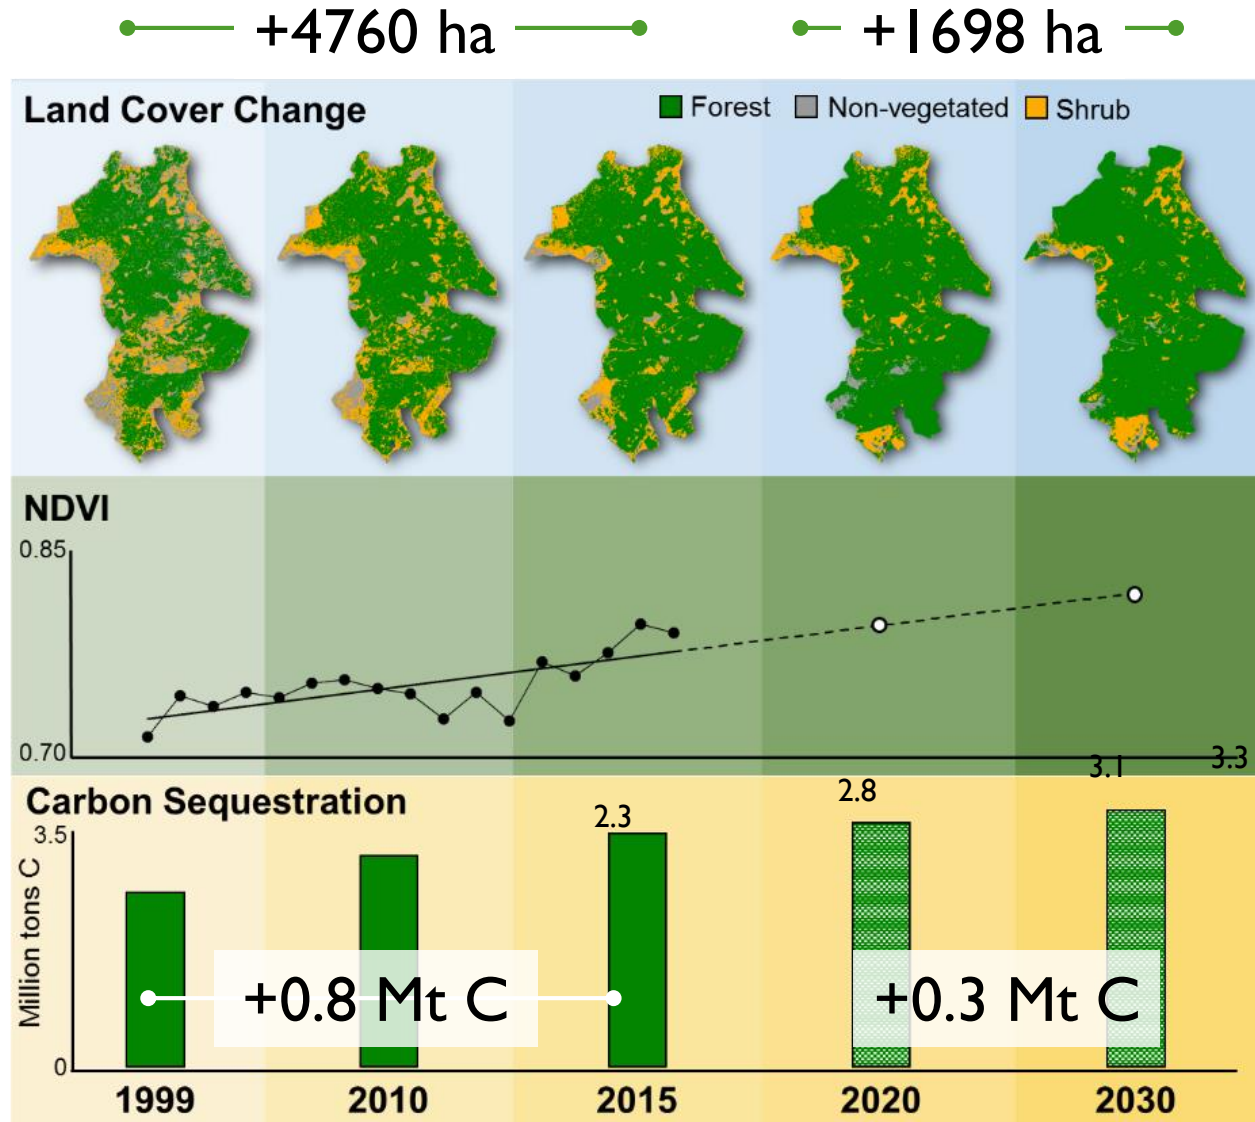 +4760 ha
+1698 ha
Land Cover Change
Forest
Non-vegetated
Shrub
NDVI
0.85
0.70
3.1
3.3
Carbon Sequestration
2.3
2.8
3.5
Million tons C
+0.8 Mt C
+0.3 Mt C
0
1999
2010
2015
2020
2030